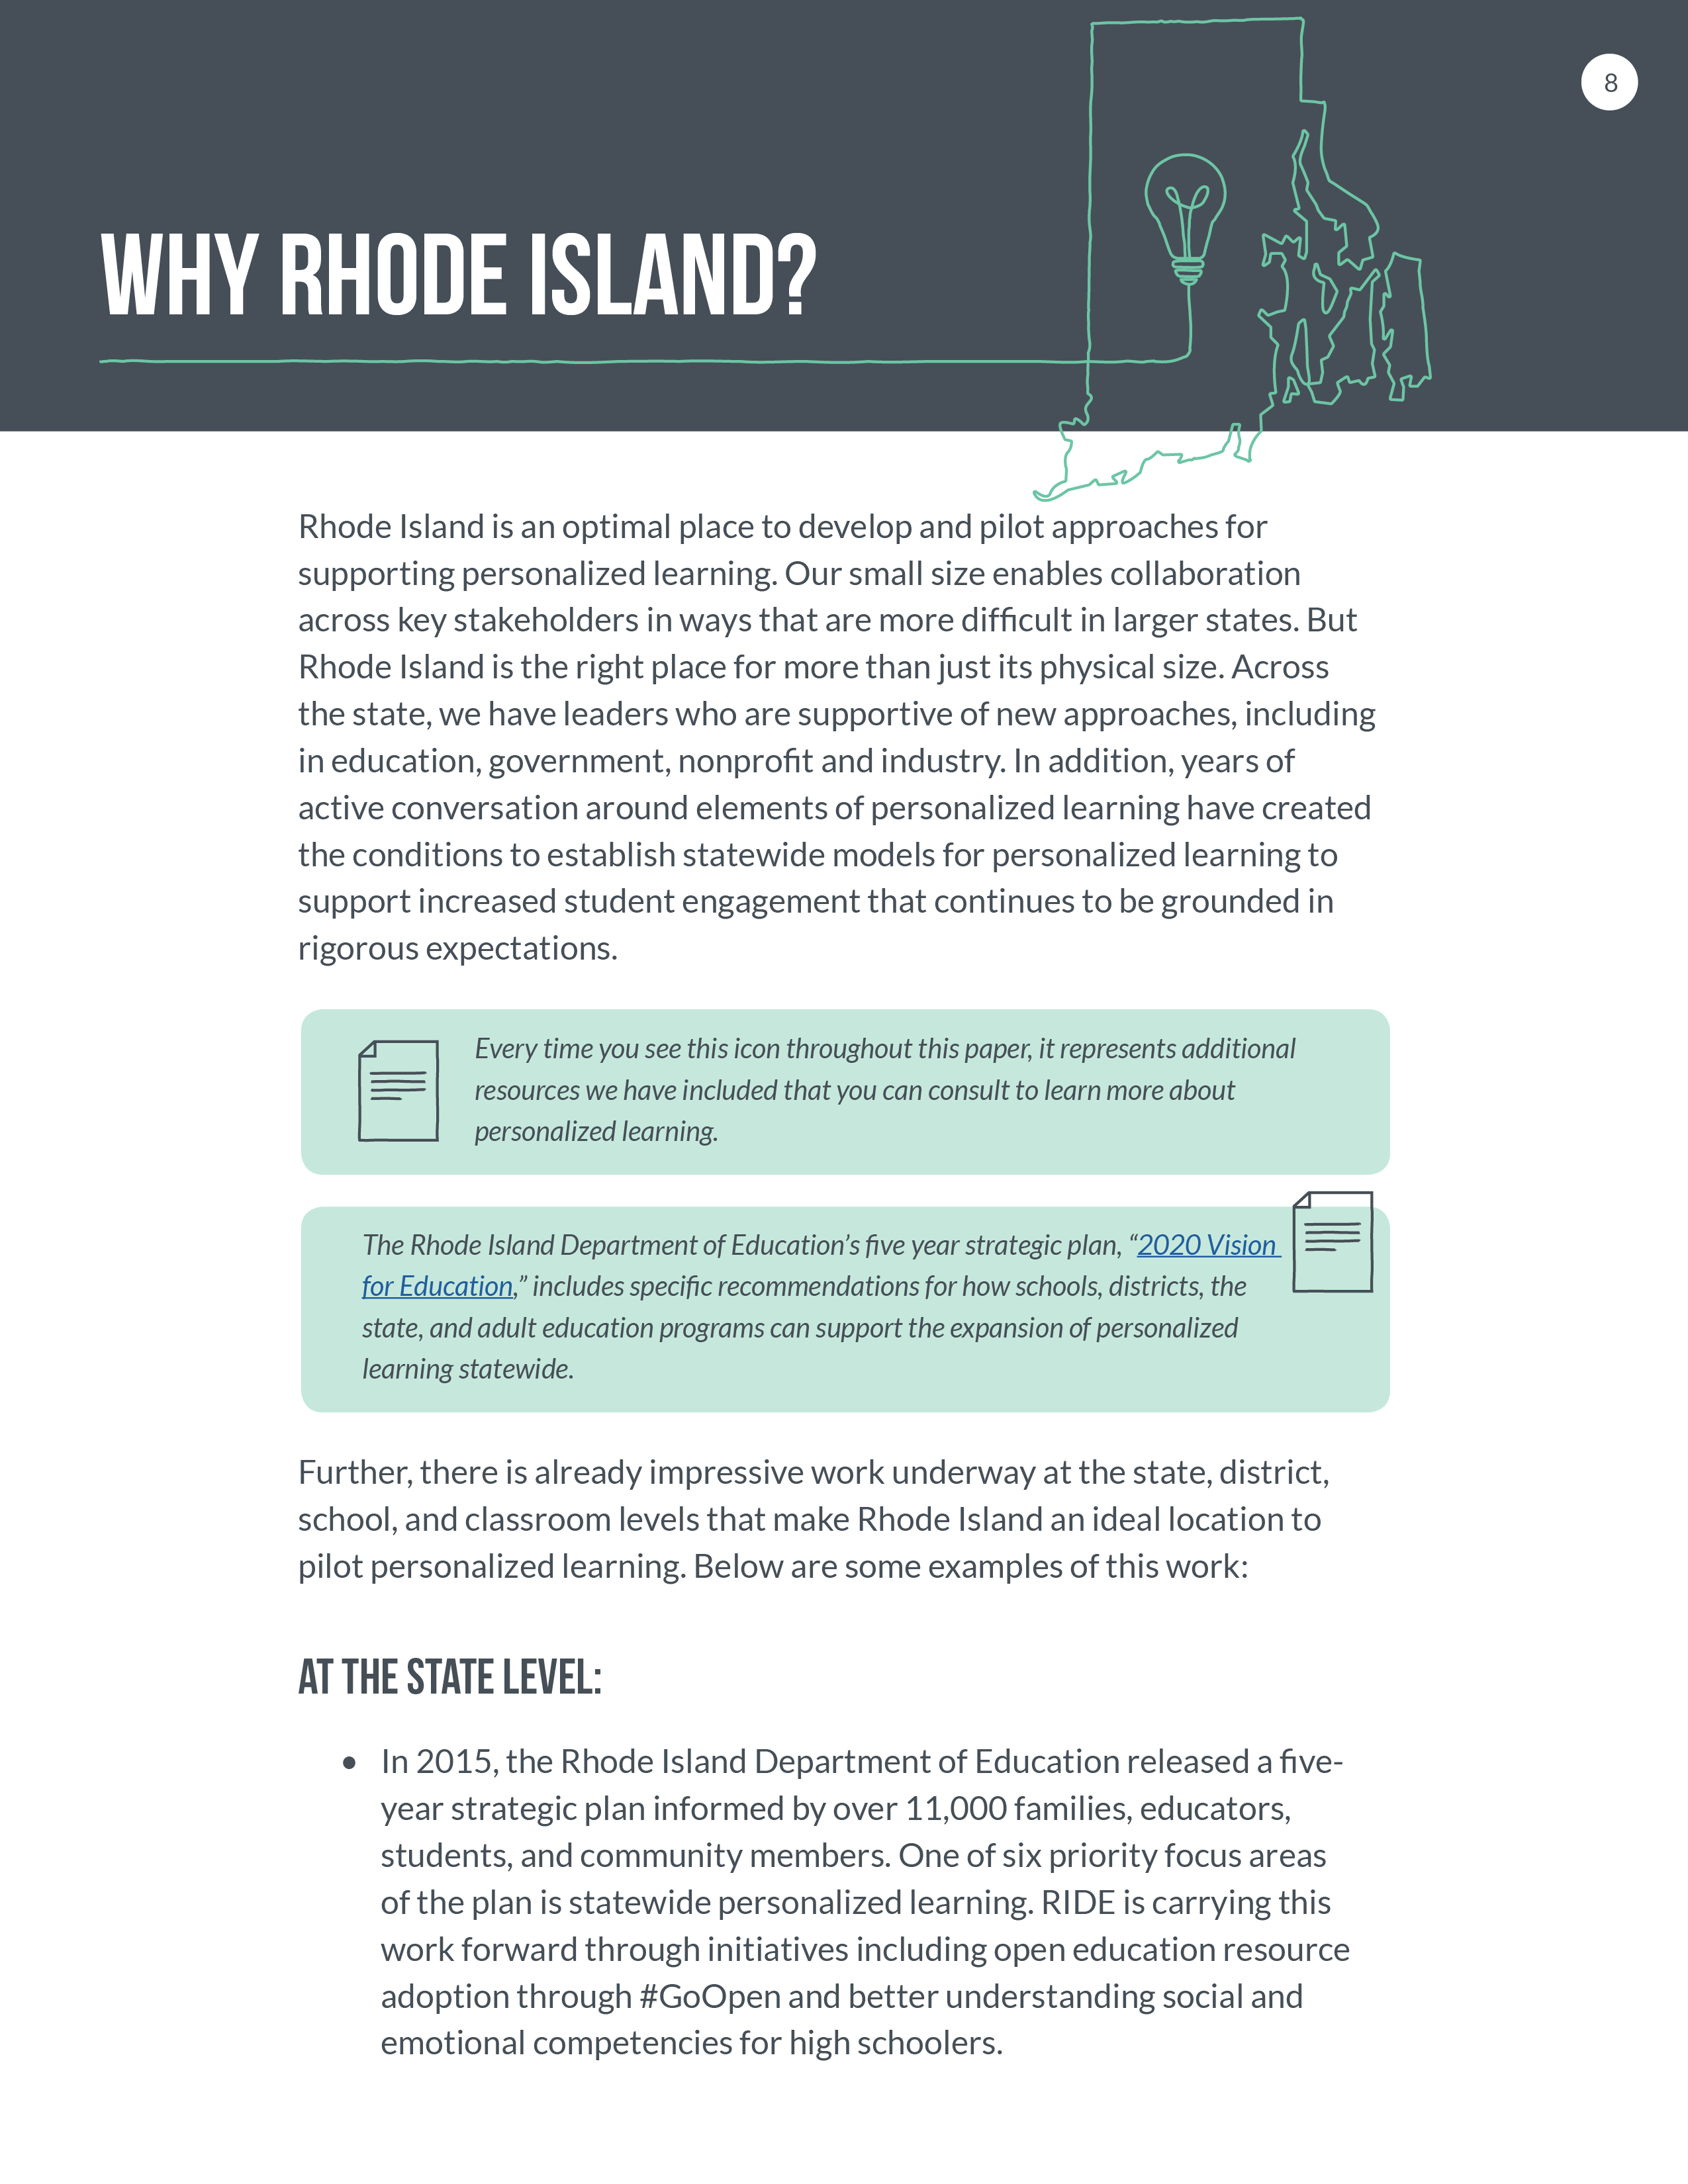 8
WHY RHODE ISLAND?
Rhode Island is an optimal place to develop and pilot approaches for
supporting personalized learning. Our small size enables collaboration
across key stakeholders in ways that are more difficult in larger states. But
Rhode Island is the right place for more than just its physical size. Across
the state, we have leaders who are supportive of new approaches, including
in education, government, nonprofit and industry. In addition, years of
active conversation around elements of personalized learning have created
the conditions to establish statewide models for personalized learning to
support increased student engagement that continues to be grounded in
rigorous expectations.
Every time you see this icon throughout this paper, it represents additional
resources we have included that you can consult to learn more about
personalized learning.
The Rhode Island Department of Education’s five year strategic plan, “2020 Vision
for Education,” includes specific recommendations for how schools, districts, the
state, and adult education programs can support the expansion of personalized
learning statewide.
Further, there is already impressive work underway at the state, district,
school, and classroom levels that make Rhode Island an ideal location to
pilot personalized learning. Below are some examples of this work:
AT THE STATE LEVEL:
• In 2015, the Rhode Island Department of Education released a five-
year strategic plan informed by over 11,000 families, educators,
students, and community members. One of six priority focus areas
of the plan is statewide personalized learning. RIDE is carrying this
work forward through initiatives including open education resource
adoption through #GoOpen and better understanding social and
emotional competencies for high schoolers.